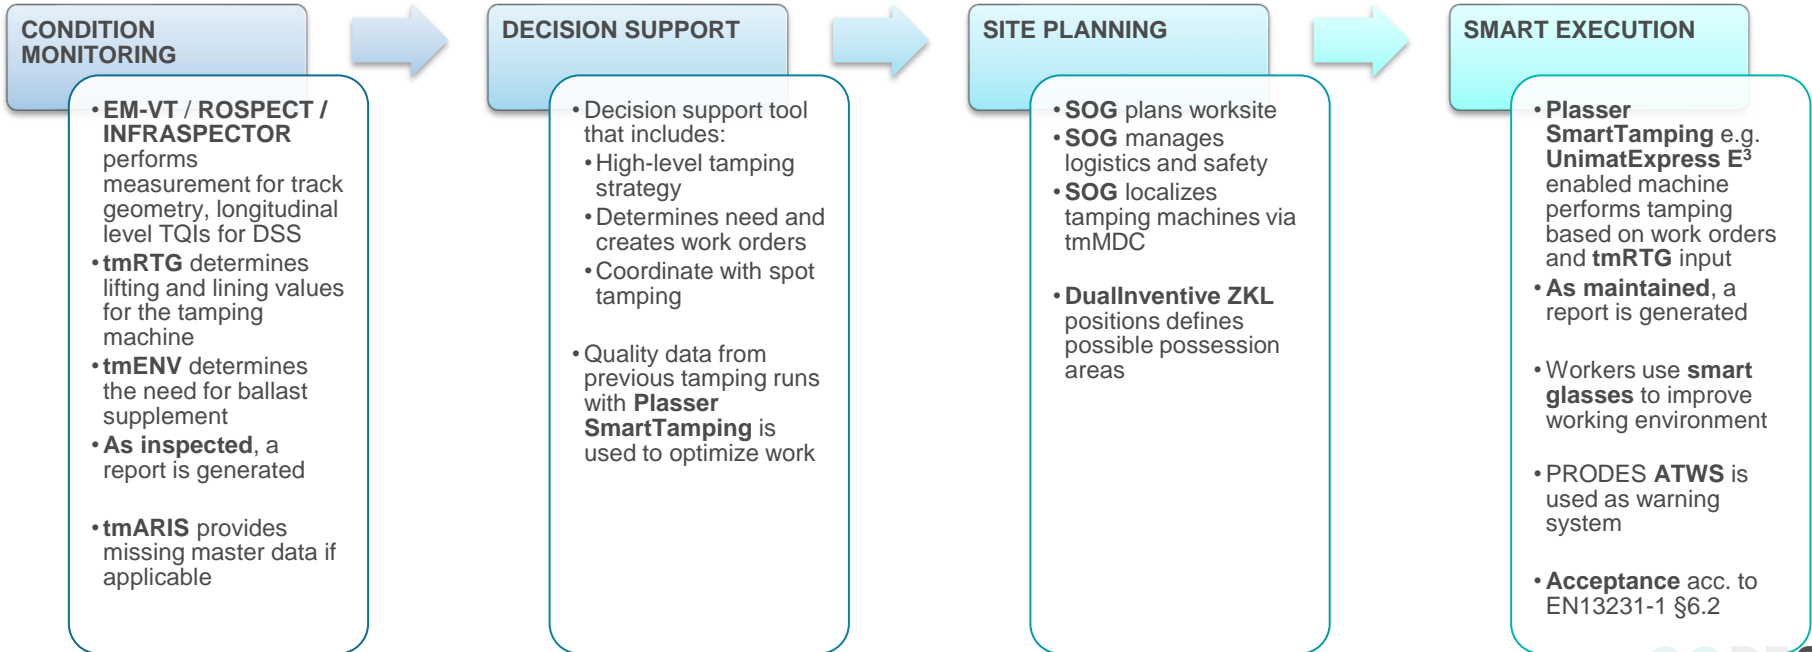 CONDITION
MONITORING
• EM-VT / ROSPECT /
INFRASPECTOR
performs
measurement for track
geometry, longitudinal
level TQIs for DSS
• tmRTG determines
lifting and lining values
for the tamping
machine
• tmENV determines
the need for ballast
supplement
• As inspected, a
report is generated
• tmARIS provides
missing master data if
applicable
DECISION SUPPORT
• Decision support tool
that includes:
• High-level tamping
strategy
• Determines need and
creates work orders
• Coordinate with spot
tamping
• Quality data from
previous tamping runs
with Plasser
SmartTamping is
used to optimize work
SITE PLANNING
• SOG plans worksite
• SOG manages
logistics and safety
• SOG localizes
tamping machines via
tmMDC
• DualInventive ZKL
positions defines
possible possession
areas
SMART EXECUTION
• Plasser
SmartTamping e.g.
UnimatExpress E³
enabled machine
performs tamping
based on work orders
and tmRTG input
• As maintained, a
report is generated
• Workers use smart
glasses to improve
working environment
• PRODES ATWS is
used as warning
system
• Acceptance acc. to
EN13231-1 §6.2